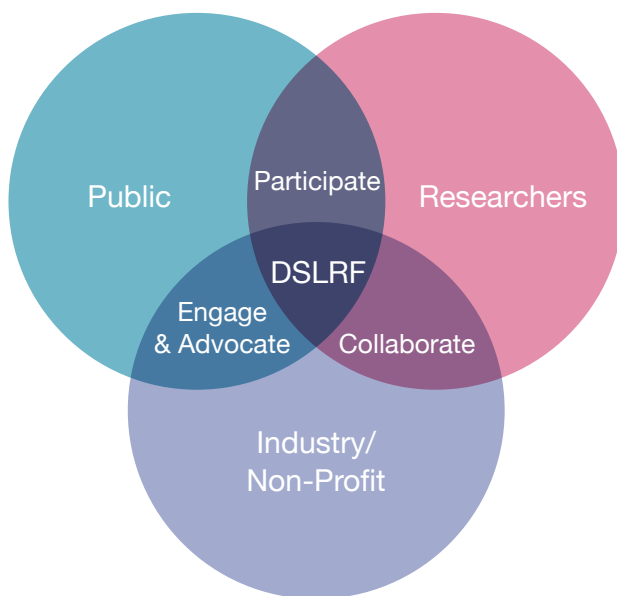 Participate
Public
Researchers
DSLRF
Engage
& Advocate
Collaborate
Industry/
Non-Profit